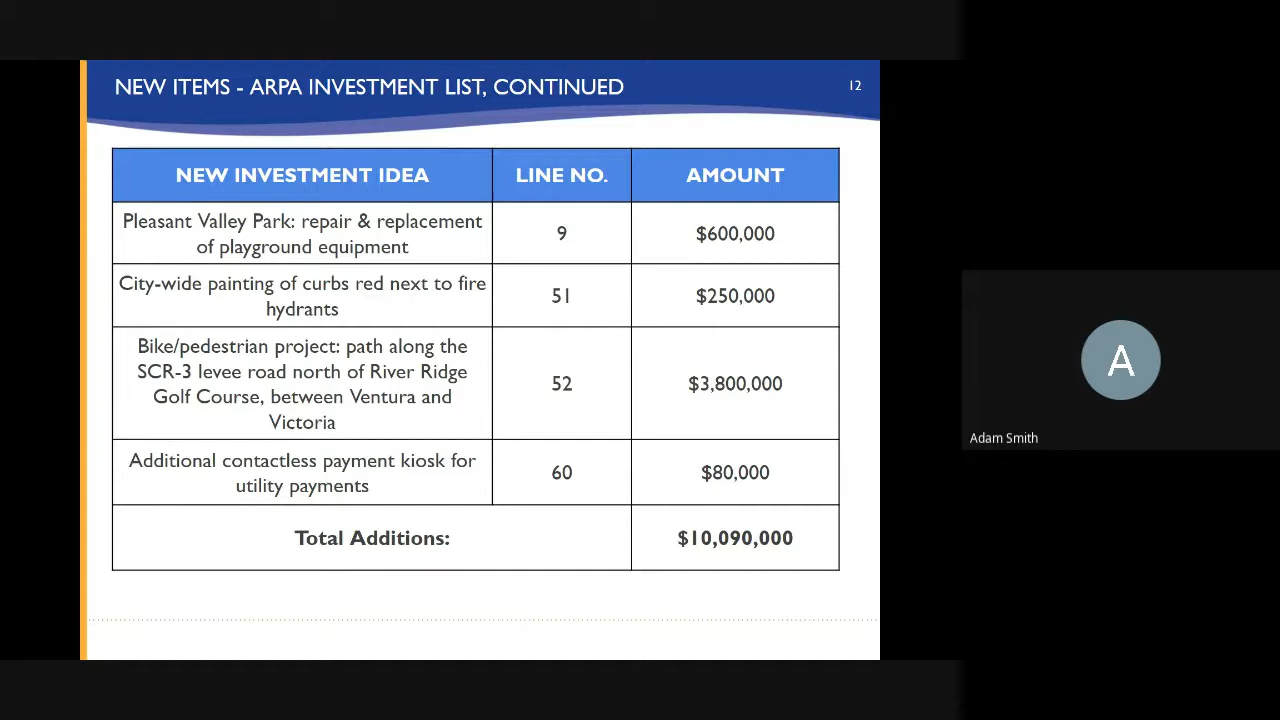 NEW ITEMS - ARPA INVESTMENT LIST, CONTINUED
12
NEW INVESTMENT IDEA
LINE NO.
AMOUNT
Pleasant Valley Park: repair & replacement
of playground equipment
9
$600,000
City-wide painting of curbs red next to fire
hydrants
51
$250,000
Bike/pedestrian project: path along the
SCR-3 levee road north of River Ridge
Golf Course, between Ventura and
Victoria
52
$3,800,000
Additional contactless payment kiosk for
utility payments
60
$80,000
Total Additions:
$10,090,000
A
Adam Smith